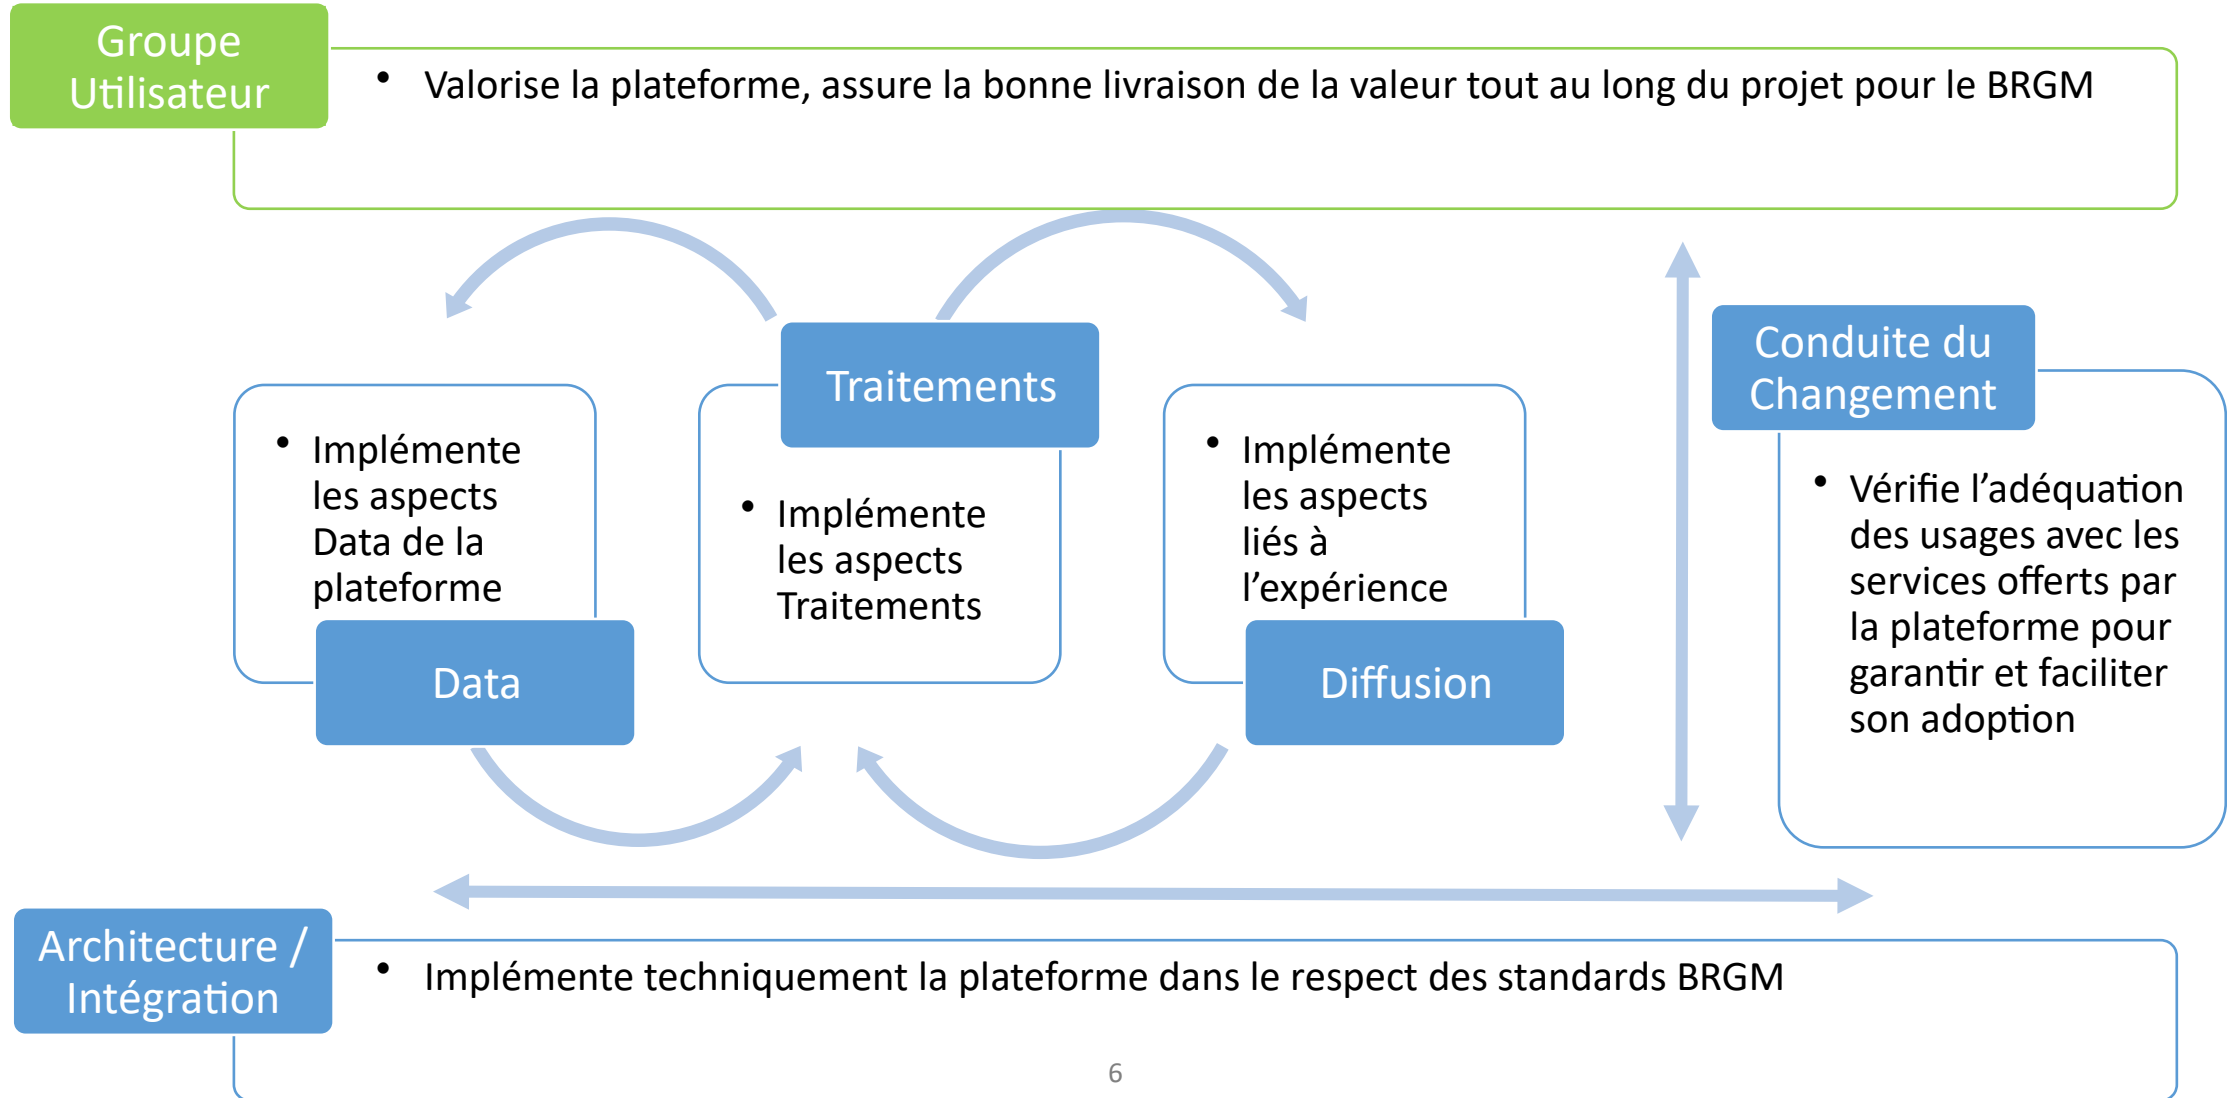 Groupe
Utilisateur
• Valorise la plateforme, assure la bonne livraison de la valeur tout au long du projet pour le BRGM
• Implémente
les aspects
Data de la
plateforme
Data
Traitements
• Implémente
les aspects
Traitements
• Implémente
les aspects
liés à
l’expérience
Diffusion
Conduite du
Changement
• Vérifie l’adéquation
des usages avec les
services offerts par
la plateforme pour
garantir et faciliter
son adoption
Architecture /
Intégration
• Implémente techniquement la plateforme dans le respect des standards BRGM
6